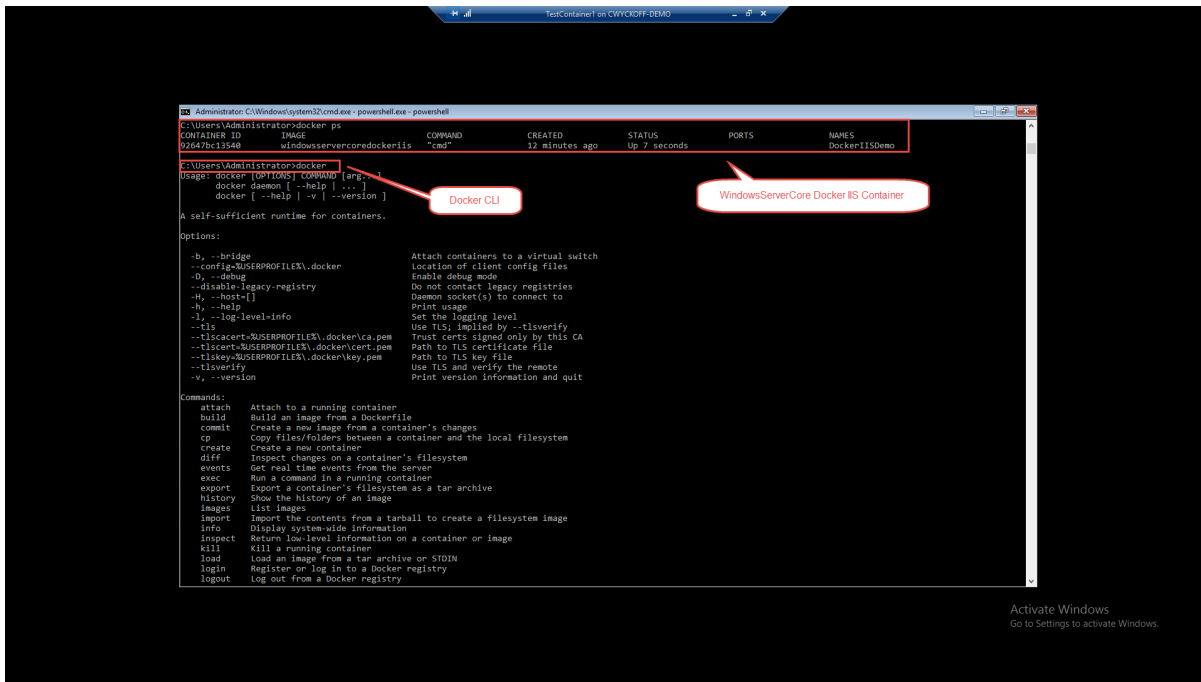 TestContainer1 on CWYCKOFF-DEMO
Administrator: C:\Windows\system32\cmd.exe - powershell.exe - powershell
C:\Users\Administrator>docker ps
CONTAINER ID IMAGE COMMAND CREATED STATUS PORTS NAMES
92647bc13540 windowsservercoredockeriis "cmd" 12 minutes ago Up 7 seconds DockerIISDemo
C:\Users\Administrator>docker
Usage: docker [OPTIONS] COMMAND [arg...]
docker daemon [ --help | ... ]
docker [ --help | -v | --version ]
Docker CLI
WindowsServerCore Docker IIS Container
A self-sufficient runtime for containers.
Options:
-b, --bridge Attach containers to a virtual switch
--config=%USERPROFILE%\.docker Location of client config files
-D, --debug Enable debug mode
--disable-legacy-registry Do not contact legacy registries
-H, --host=[] Daemon socket(s) to connect to
-h, --help Print usage
-l, --log-level=info Set the logging level
--tls Use TLS; implied by --tlsverify
--tlscacert=%USERPROFILE%\.docker\ca.pem Trust certs signed only by this CA
--tlscert=%USERPROFILE%\.docker\cert.pem Path to TLS certificate file
--tlskey=%USERPROFILE%\.docker\key.pem Path to TLS key file
--tlsverify Use TLS and verify the remote
-v, --version Print version information and quit
Commands:
attach Attach to a running container
build Build an image from a Dockerfile
commit Create a new image from a container's changes
cp Copy files/folders between a container and the local filesystem
create Create a new container
diff Inspect changes on a container's filesystem
events Get real time events from the server
exec Run a command in a running container
export Export a container's filesystem as a tar archive
history Show the history of an image
images List images
import Import the contents from a tarball to create a filesystem image
info Display system-wide information
inspect Return low-level information on a container or image
kill Kill a running container
load Load an image from a tar archive or STDIN
login Register or log in to a Docker registry
logout Log out from a Docker registry
Activate Windows
Go to Settings to activate Windows.